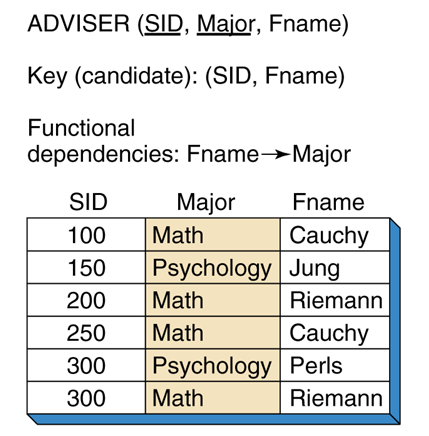 ADVISER (SID, Major, Fname)
Key (candidate): (SID, Fname)
Functional
dependencies: Fname→Major
SID Major Fname
100 Math Cauchy
150 Psychology Jung
200 Math Riemann
250 Math Cauchy
300 Psychology Perls
300 Math Riemann